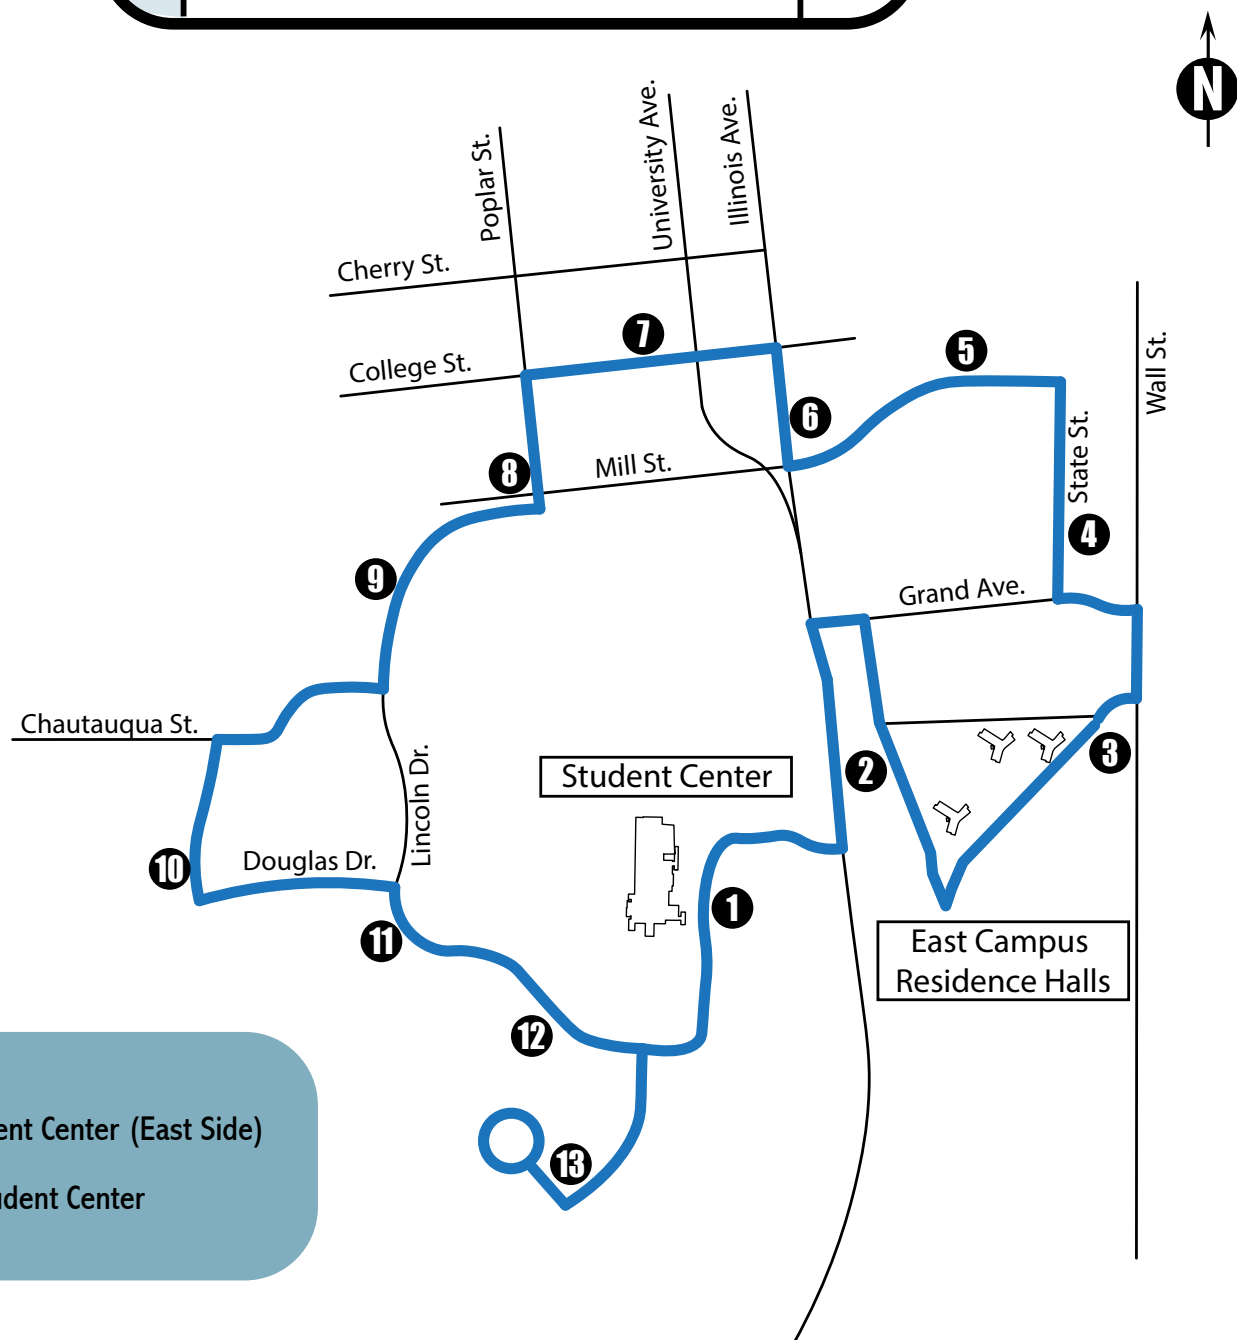 N
University Ave.
Illinois Ave.
Poplar St.
Cherry St.
7
5
College St.
Wall St.
6
State St.
8
Mill St.
4
9
Grand Ave.
Chautauqua St.
Lincoln Dr.
Student Center
2
3
10
Douglas Dr.
1
11
East Campus
Residence Halls
12
Center (East Side)
Center
13